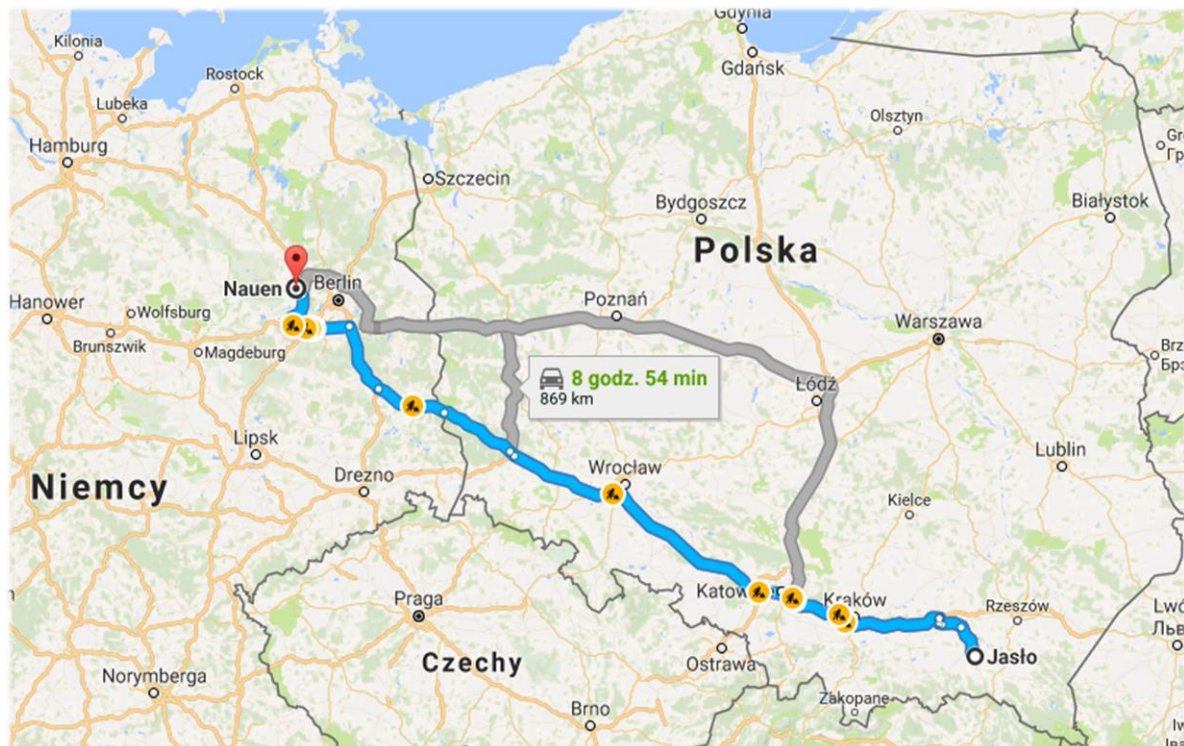 Gdynia
Kilonia
Gdańsk
Rostock
Lubeka
Olsztyn
Hamburg
Szczecin
Białystok
Bydgoszcz
Polska
Nauen
Berlin
Hanower
Wolfsburg
Poznań
Warszawa
Brunszwik
Magdeburg
8 godz. 54 min
869 km
Łódź
Lipsk
Lublin
Wrocław
Drezno
Niemcy
Kielce
Praga
Kraków
Rzeszów
Czechy
Ostrawa
Jasło
Norymberga
Zakopane
Brno